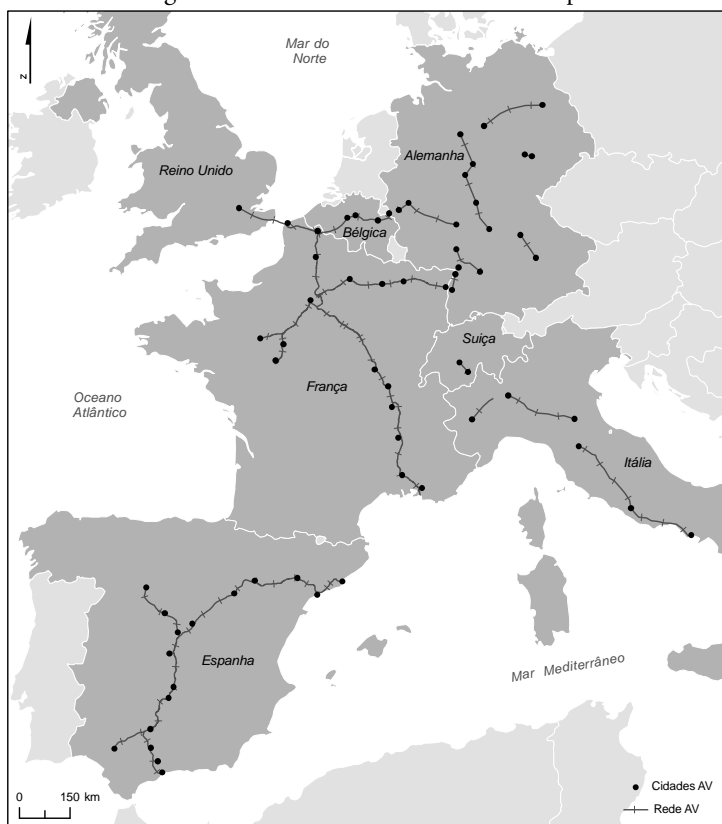 N
Mar do
Norte
Reino Unido
Alemanha
Bélgica
Suiça
França
Oceano
Atlântico
Itália
Espanha
Mar Mediterrâneo
0 150 km
Cidades AV
Rede AV